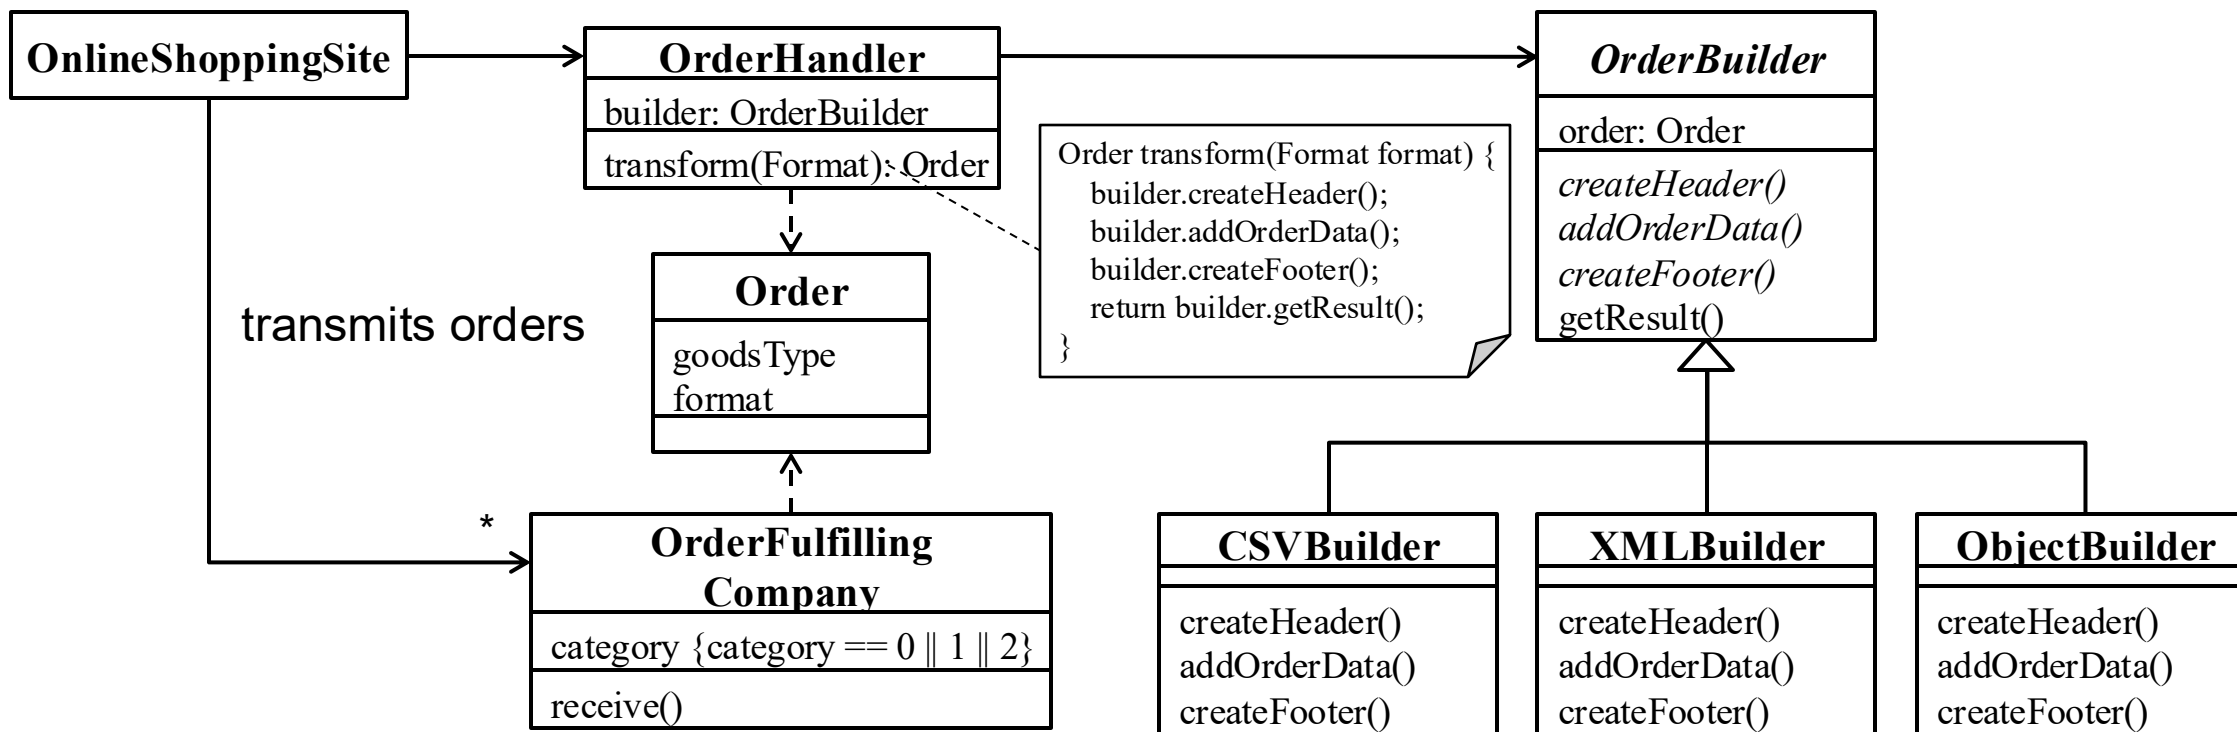 OnlineShoppingSite
OrderHandler
builder: OrderBuilder
transform(Format): Order
OrderBuilder
order: Order
createHeader()
addOrderData()
createFooter()
getResult()
Order transform(Format format) {
builder.createHeader();
builder.addOrderData();
builder.createFooter();
return builder.getResult();
}
Order
goodsType
format
transmits orders
*
OrderFulfilling
Company
category {category == 0 || 1 || 2}
receive()
CSVBuilder
createHeader()
addOrderData()
createFooter()
XMLBuilder
createHeader()
addOrderData()
createFooter()
ObjectBuilder
createHeader()
addOrderData()
createFooter()